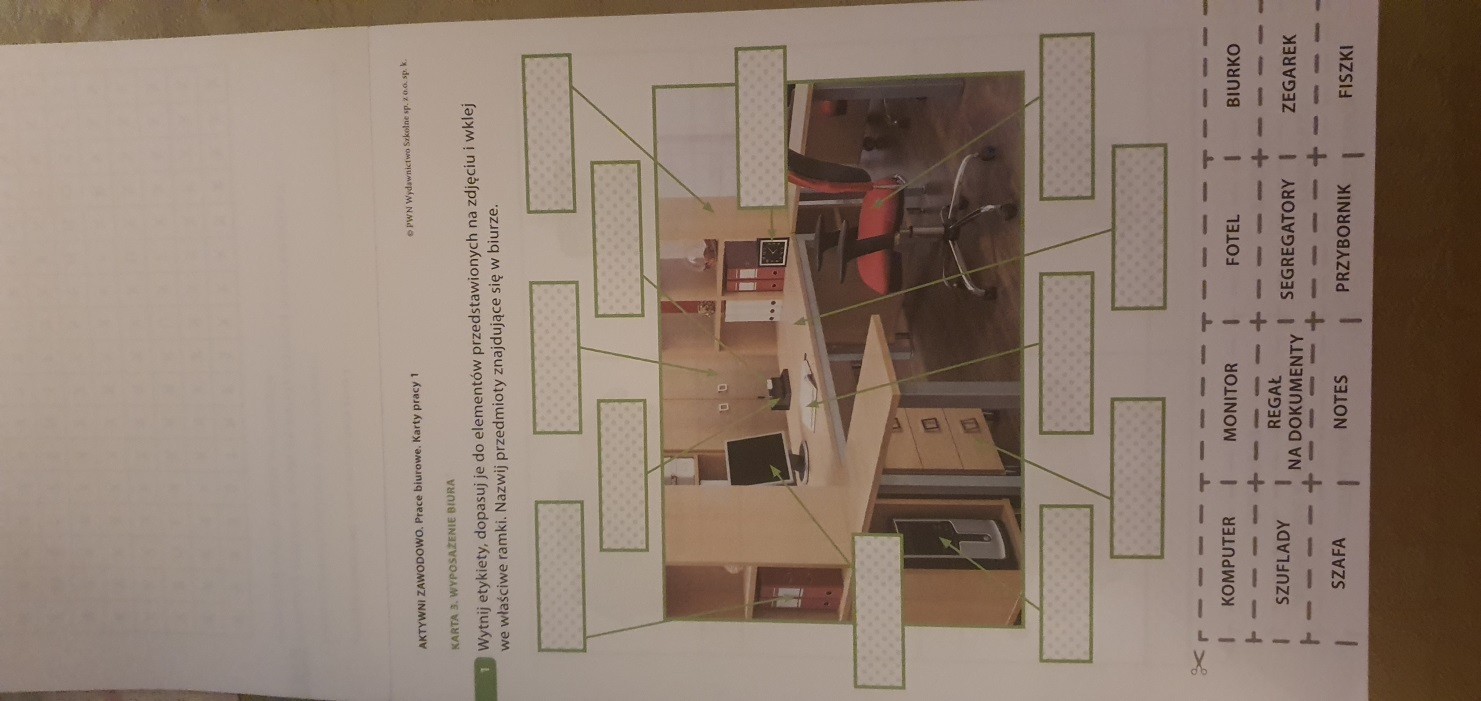 © PWN Wydawnictwo Szkolne sp. z o.o. sp. k.
AKTYWNI ZAWODOWO. Prace biurowe. Karty pracy 1
KARTA 3. WYPOSAŻENIE BIURA
1 Wytnij etykiety, dopasuj je do elementów przedstawionych na zdjęciu i wklej
we właściwe ramki. Nazwij przedmioty znajdujące się w biurze.
KOMPUTER MONITOR FOTEL BIURKO
SZUFLADY REGAŁ
NA DOKUMENTY SEGREGATORY ZEGAREK
SZAFA NOTES PRZYBORNIK FISZKI